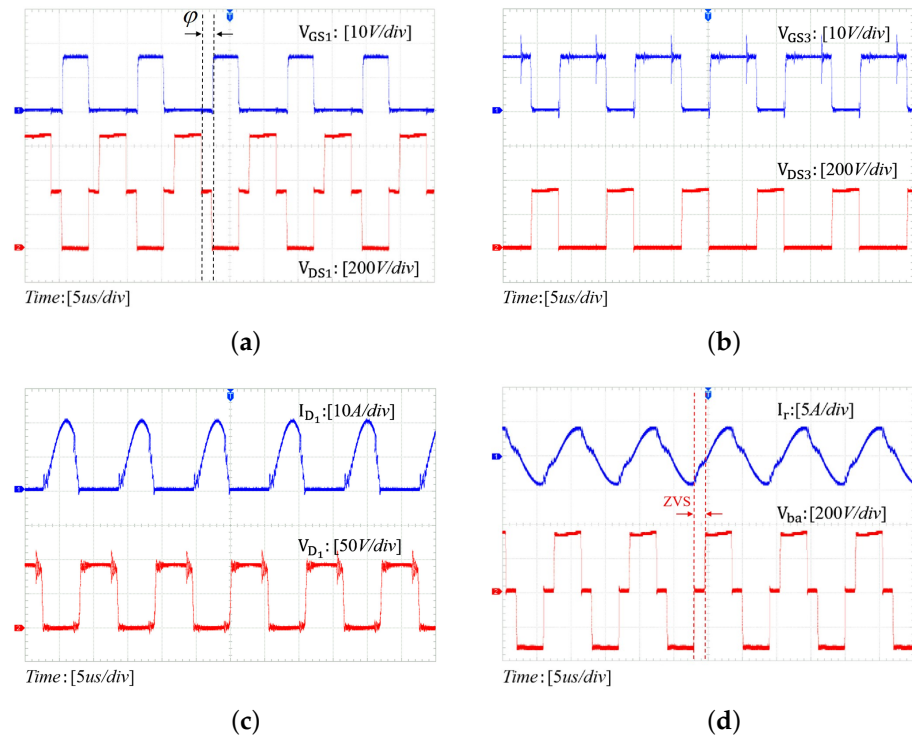 φ
V_GS1: [10V/div]
V_DS1: [200V/div]
Time:[5us/div]
(a)
V_GS3: [10V/div]
V_DS3: [200V/div]
Time:[5us/div]
(b)
I_D1:[10A/div]
V_D1:[50V/div]
Time:[5us/div]
(c)
I_r:[5A/div]
ZVS
V_ba:[200V/div]
Time:[5us/div]
(d)